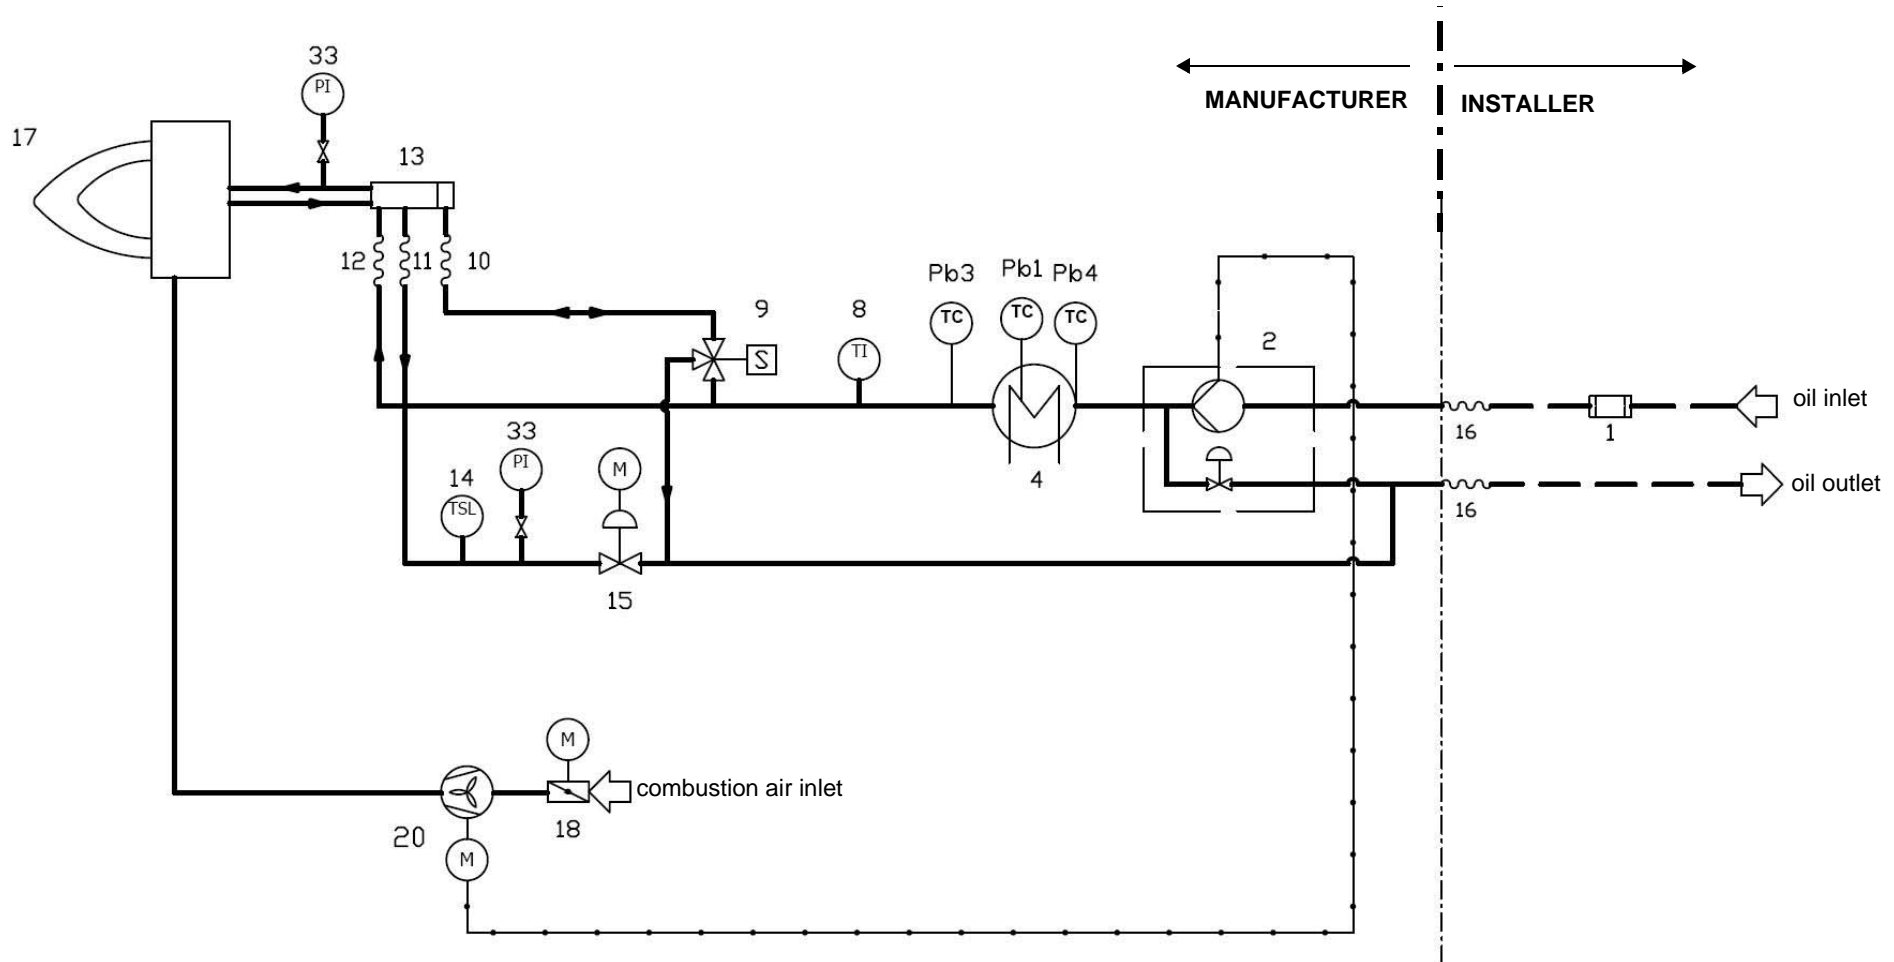 33
PI
17
13
MANUFACTURER
INSTALLER
12
11
10
9
S
8
TI
Pb3
TC
Pb1
TC
Pb4
TC
2
4
16
1
oil inlet
16
oil outlet
14
TSL
33
PI
M
15
M
18
combustion air inlet
20
M